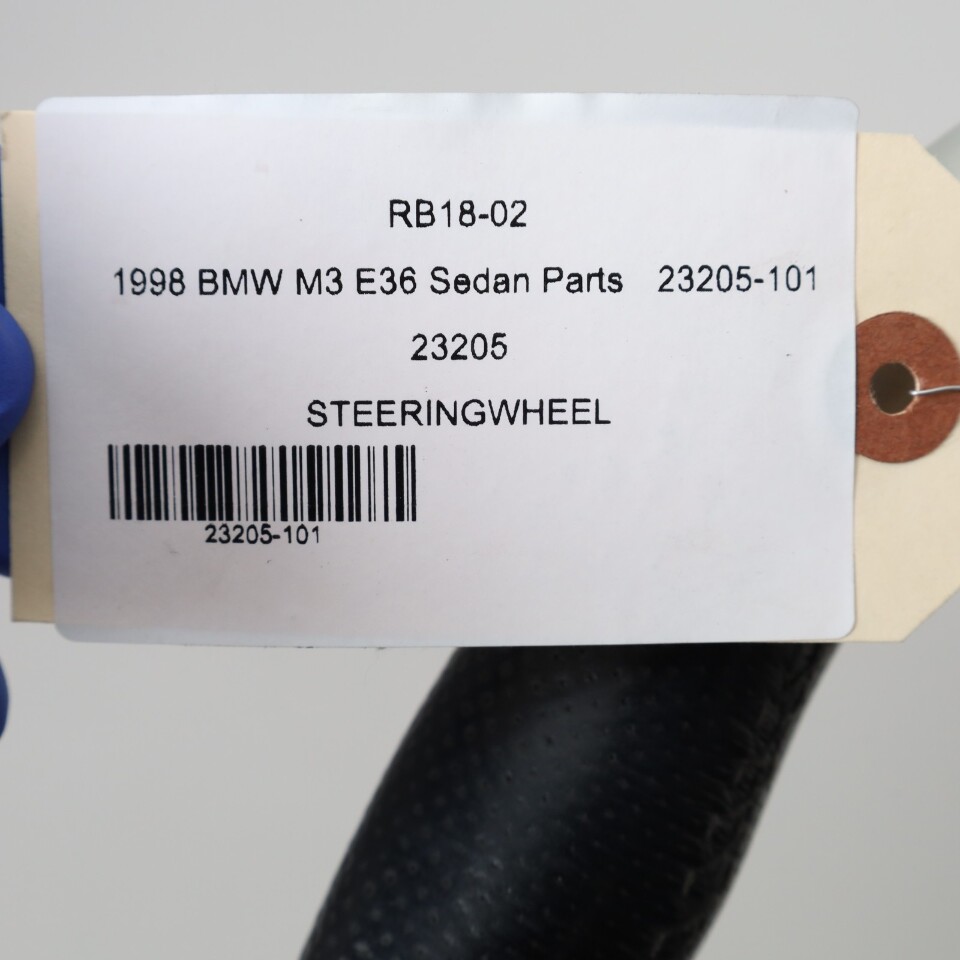 RB18-02
1998 BMW M3 E36 Sedan Parts 23205-101
23205
STEERINGWHEEL
23205-101